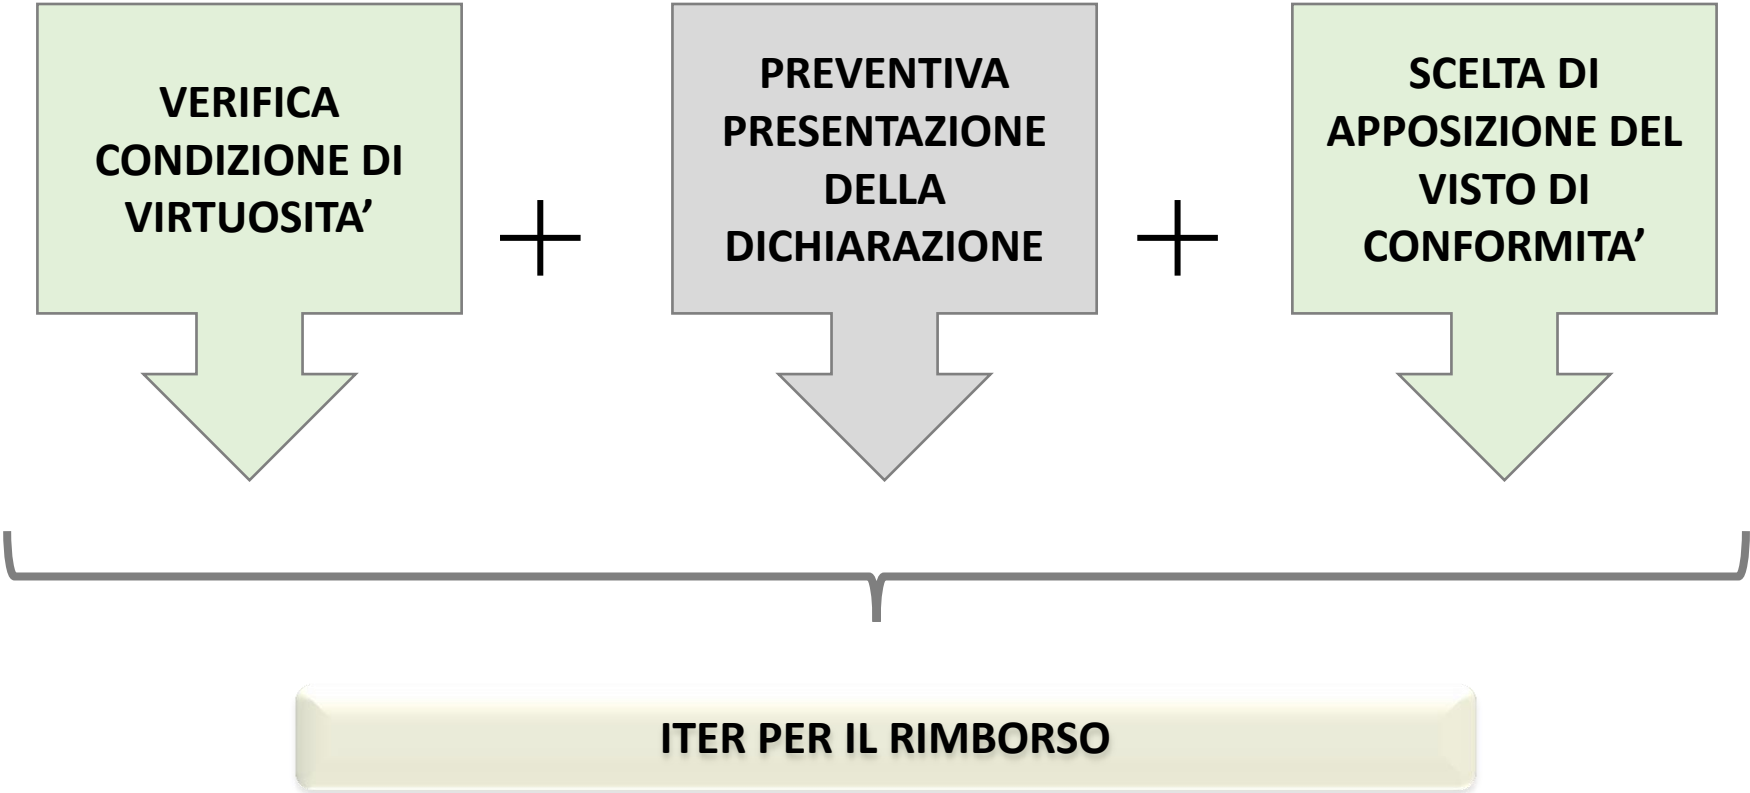 VERIFICA
CONDIZIONE DI
VIRTUOSITA’
+
PREVENTIVA
PRESENTAZIONE
DELLA
DICHIARAZIONE
+
SCELTA DI
APPOSIZIONE DEL
VISTO DI
CONFORMITA’
ITER PER IL RIMBORSO